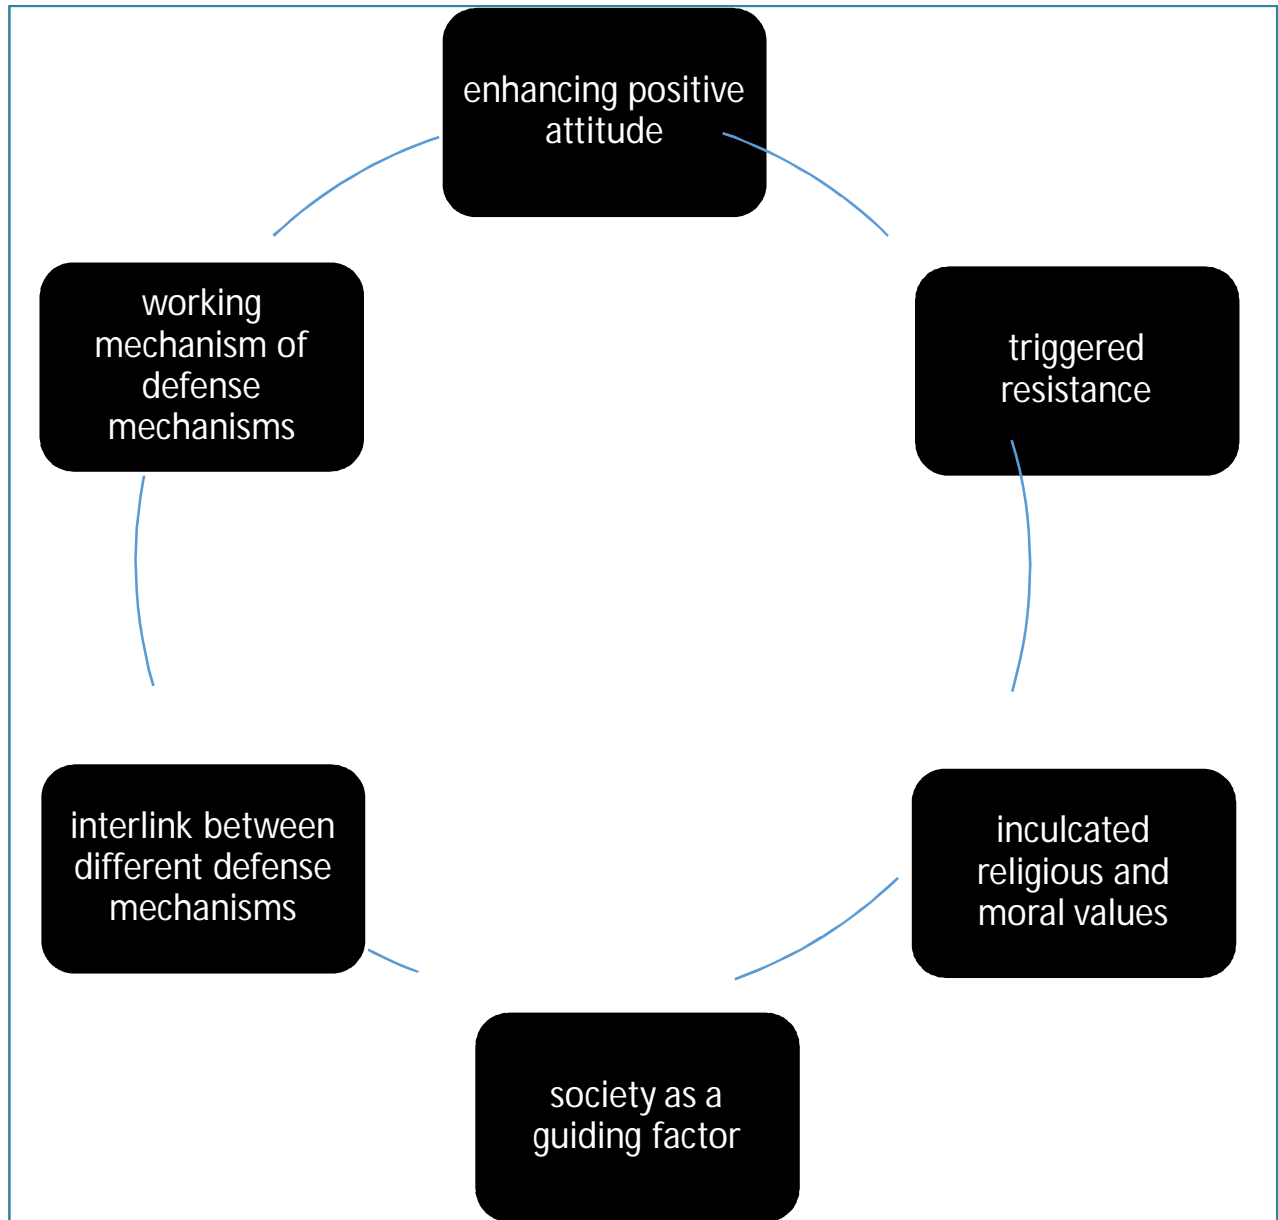 enhancing positive
attitude
triggered
resistance
inculcated
religious and
moral values
society as a
guiding factor
interlink between
different defense
mechanisms
working
mechanism of
defense
mechanisms